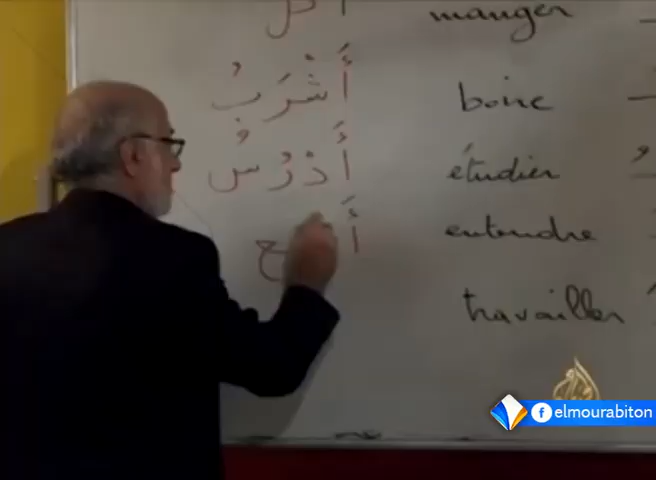 manger
أَشْرَبُ boire
أَدْرُسُ étudier
entendre
travailler
elmourabiton